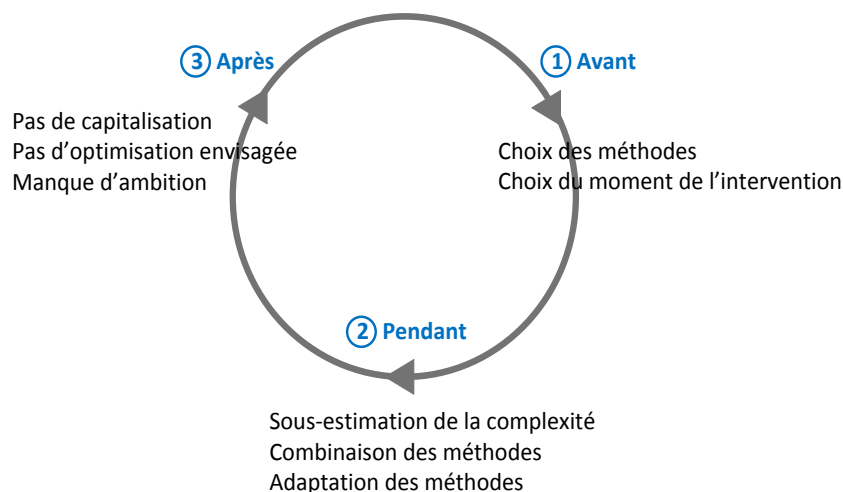 1 Avant
Choix des méthodes
Choix du moment de l’intervention
2 Pendant
Sous-estimation de la complexité
Combinaison des méthodes
Adaptation des méthodes
3 Après
Pas de capitalisation
Pas d’optimisation envisagée
Manque d’ambition